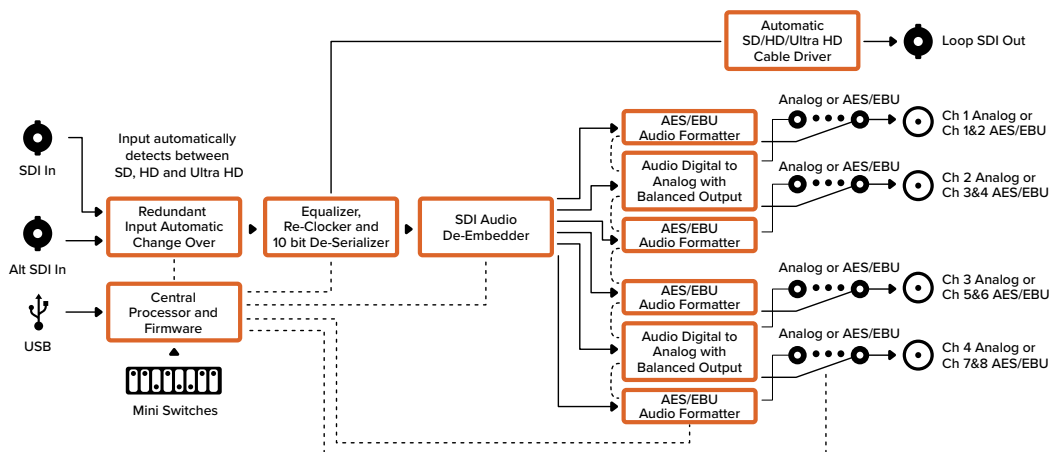 Automatic
SD/HD/Ultra HD
Cable Driver
Loop SDI Out
SDI In
Input automatically
detects between
SD, HD and Ultra HD
Alt SDI In
Redundant
Input Automatic
Change Over
Equalizer,
Re-Clocker and
10 bit De-Serializer
SDI Audio
De-Embedder
USB
Central
Processor and
Firmware
Mini Switches
AES/EBU
Audio Formatter
Audio Digital to
Analog with
Balanced Output
AES/EBU
Audio Formatter
AES/EBU
Audio Formatter
Audio Digital to
Analog with
Balanced Output
AES/EBU
Audio Formatter
Analog or AES/EBU
Ch 1 Analog or
Ch 1&2 AES/EBU
Analog or AES/EBU
Ch 2 Analog or
Ch 3&4 AES/EBU
Analog or AES/EBU
Ch 3 Analog or
Ch 5&6 AES/EBU
Analog or AES/EBU
Ch 4 Analog or
Ch 7&8 AES/EBU